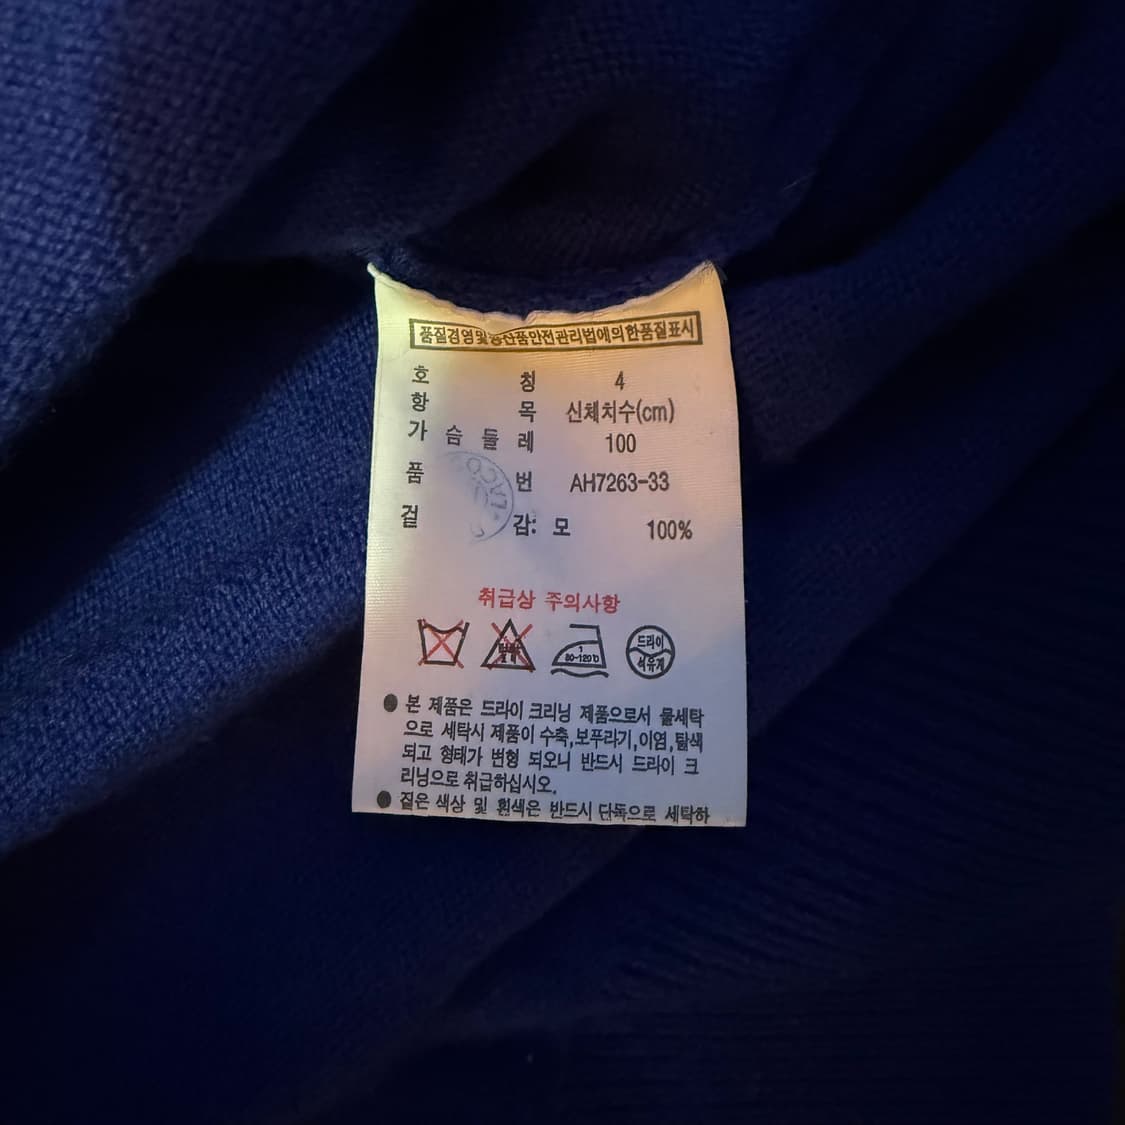 품질경영및공산품안전관리법에의한품질표시
호 칭 4
항 목 신체치수(cm)
가 슴 둘 레 100
품 번 AH7263-33
겉 감: 모 100%
취급상 주의사항
1
80-120℃
드라이
석유계
● 본 제품은 드라이 크리닝 제품으로서 물세탁
으로 세탁시 제품이 수축,보푸라기,이염,탈색
되고 형태가 변형 되오니 반드시 드라이 크
리닝으로 취급하십시오.
● 짙은 색상 및 흰색은 반드시 단독으로 세탁하